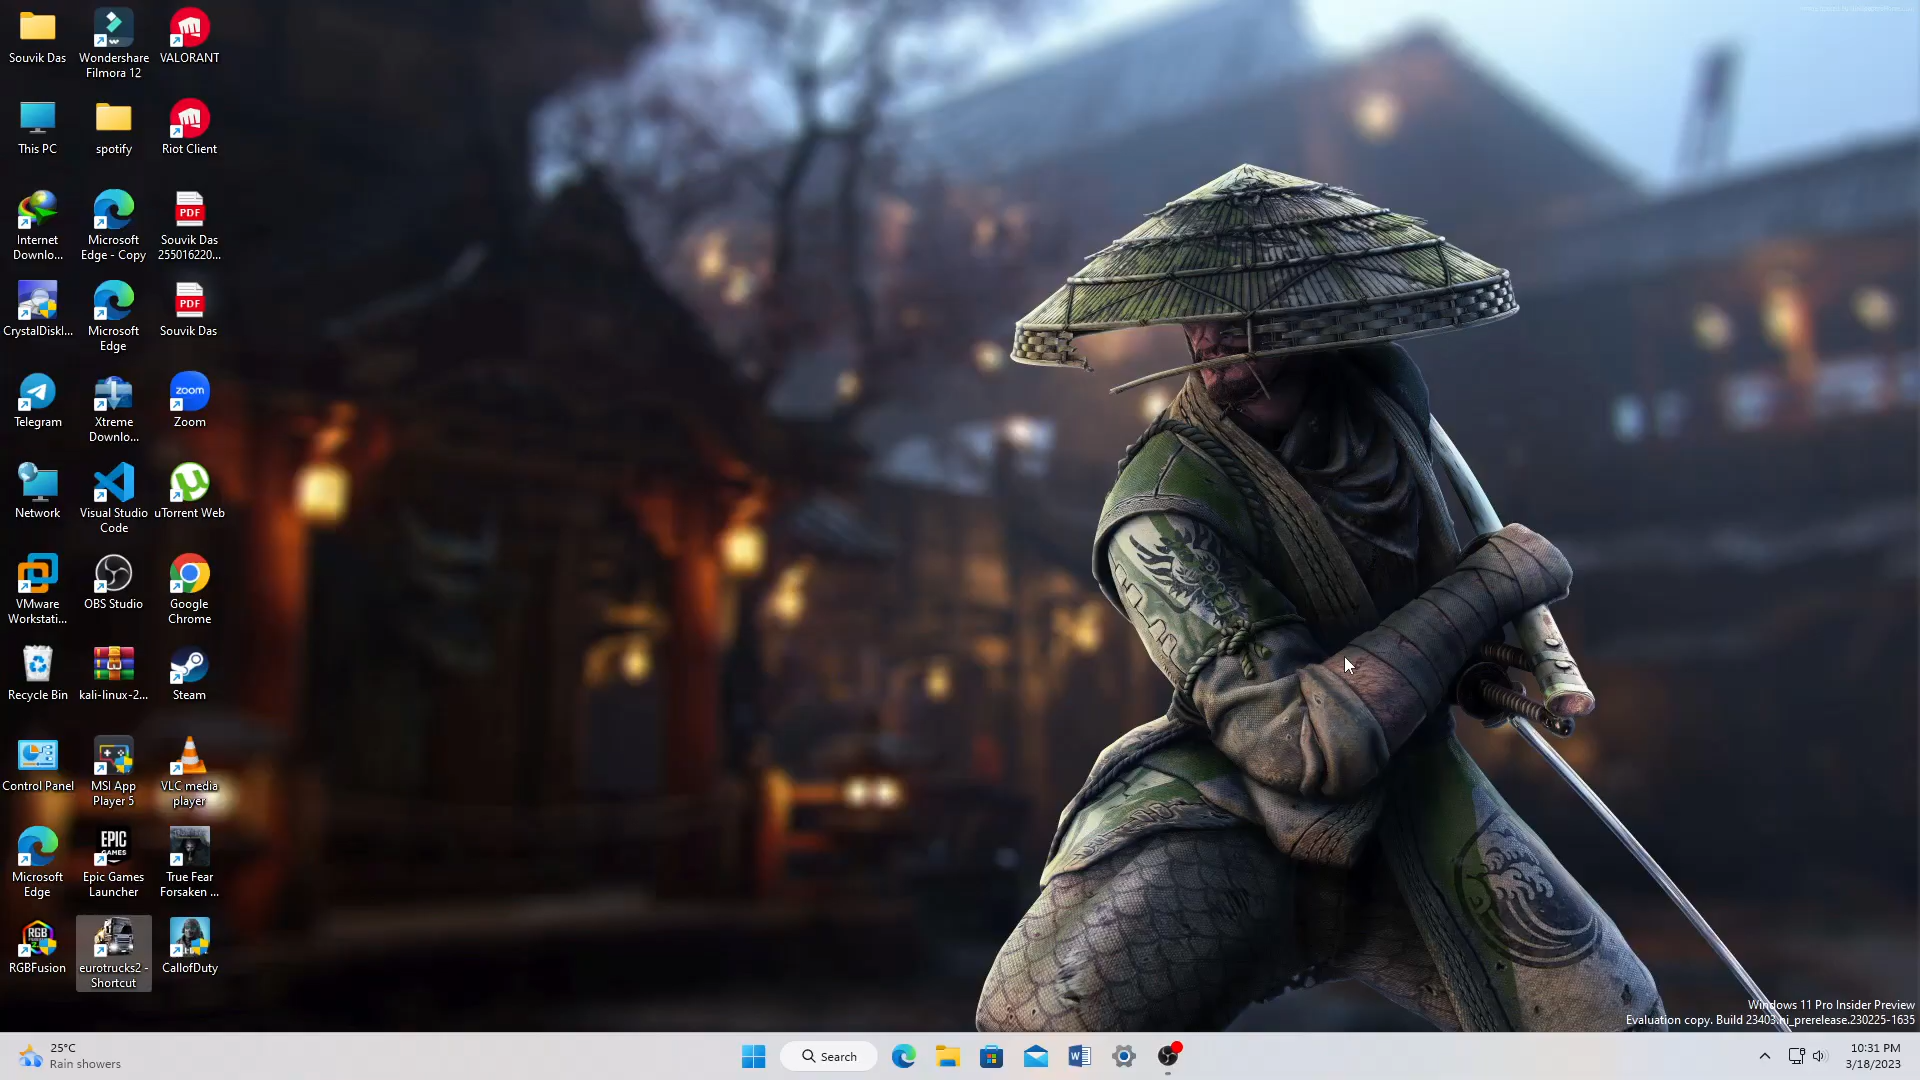 Souvik Das
Wondershare
Filmora 12
VALORANT
This PC
spotify
Riot Client
Internet
Downlo...
Microsoft
Edge - Copy
PDF
Souvik Das
255016220...
CrystalDiskI...
Microsoft
Edge
PDF
Souvik Das
Telegram
Xtreme
Downlo...
zoom
Zoom
Network
Visual Studio
Code
uTorrent Web
VMware
Workstati...
OBS Studio
Google
Chrome
Recycle Bin
kali-linux-2...
Steam
Control Panel
MSI App
Player 5
VLC media
player
Microsoft
Edge
EPIC
GAMES
Epic Games
Launcher
True Fear
Forsaken ...
RGB
RGBFusion
eurotrucks2 -
Shortcut
CallofDuty
Windows 11 Pro Insider Preview
Evaluation copy. Build 23403.ni_prerelease.230225-1635
25°C
Rain showers
Search
10:31 PM
3/18/2023